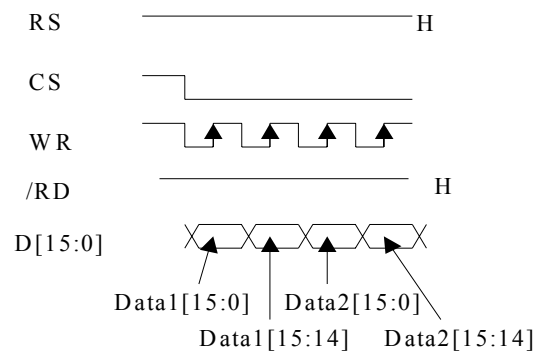 RS H
CS
WR
/RD H
D[15:0]
Data1[15:0] Data2[15:0]
Data1[15:14] Data2[15:14]